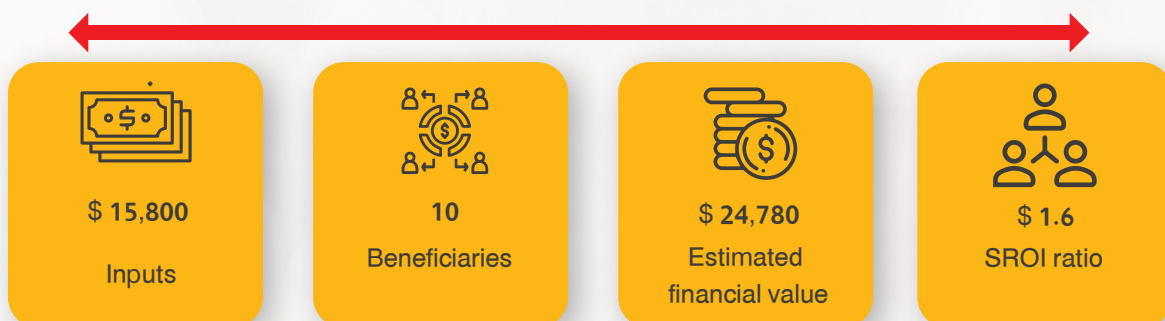 $ 15,800
Inputs
10
Beneficiaries
$ 24,780
Estimated
financial value
$ 1.6
SROI ratio